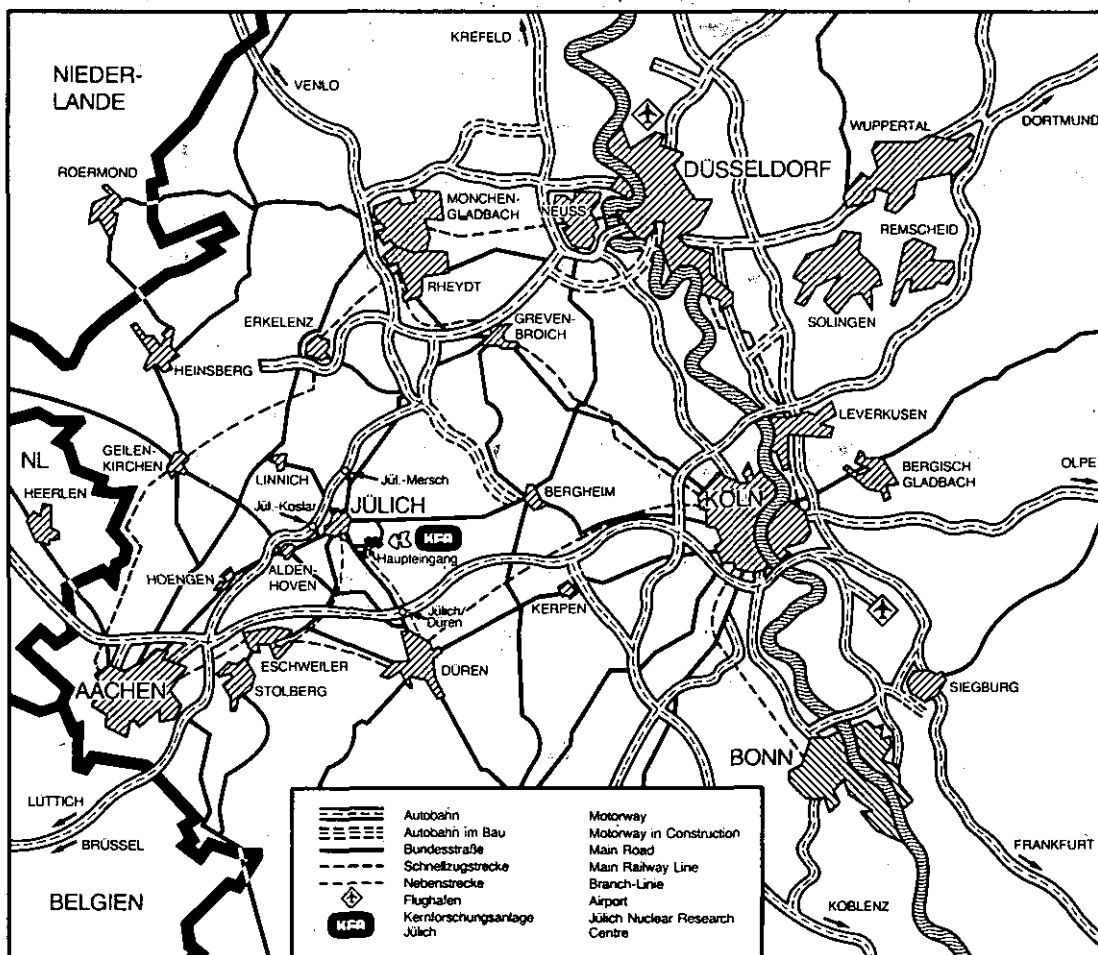 KREFELD
NIEDER-
LANDE
VENLO
DORTMUND
WUPPERTAL
ROERMOND
DÜSSELDORF
MÖNCHEN-
GLADBACH
NEUSS
REMSCHEID
RHEYDT
SOLINGEN
ERKELENZ
GREVEN-
BROICH
HEINSBERG
LEVERKUSEN
GEILEN-
KIRCHEN
NL
LINNICH
Jül.-Mersch
BERGISCH
GLADBACH
OLPE
HEERLEN
BERGHEIM
KÖLN
Jül.-Koslar
JÜLICH
KFA
Haupteingang
HOENGEN
ALDEN-
HOVEN
KERPEN
Jülich/
Düren
ESCHWEILER
DÜREN
AACHEN
STOLBERG
SIEGBURG
BONN
LÜTTICH
BRÜSSEL
FRANKFURT
BELGIEN
KOBLENZ
Autobahn Motorway
Autobahn im Bau Motorway in Construction
Bundesstraße Main Road
Schnellzugstrecke Main Railway Line
Nebenstrecke Branch-Linie
Flughafen Airport
KFA Kernforschungsanlage Jülich Nuclear Research
Jülich Centre